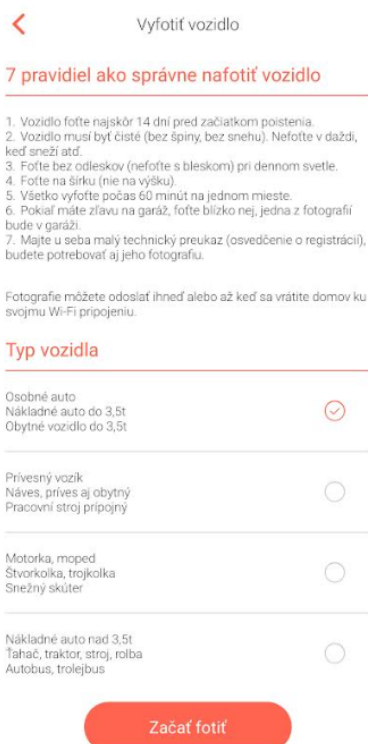 Vyfotiť vozidlo
7 pravidiel ako správne nafotiť vozidlo
1. Vozidlo foťte najskôr 14 dní pred začiatkom poistenia.
2. Vozidlo musí byť čisté (bez špiny, bez snehu). Nefoťte v daždi,
keď sneží atď.
3. Foťte bez odleskov (nefoťte s bleskom) pri dennom svetle.
4. Foťte na šírku (nie na výšku).
5. Všetko vyfoťte počas 60 minút na jednom mieste.
6. Pokiaľ máte zľavu na garáž, foťte blízko nej, jedna z fotografií
bude v garáži.
7. Majte u seba malý technický preukaz (osvedčenie o registrácií),
budete potrebovať aj jeho fotografiu.
Fotografie môžete odoslať ihneď alebo až keď sa vrátite domov ku
svojmu Wi-Fi pripojeniu.
Typ vozidla
Osobné auto
Nákladné auto do 3,5t
Obytné vozidlo do 3,5t
Prívesný vozík
Náves, príves aj obytný
Pracovní stroj prípojný
Motorka, moped
Štvorkolka, trojkolka
Snežný skúter
Nákladné auto nad 3,5t
Ťahač, traktor, stroj, rolba
Autobus, trolejbus
Začať fotiť